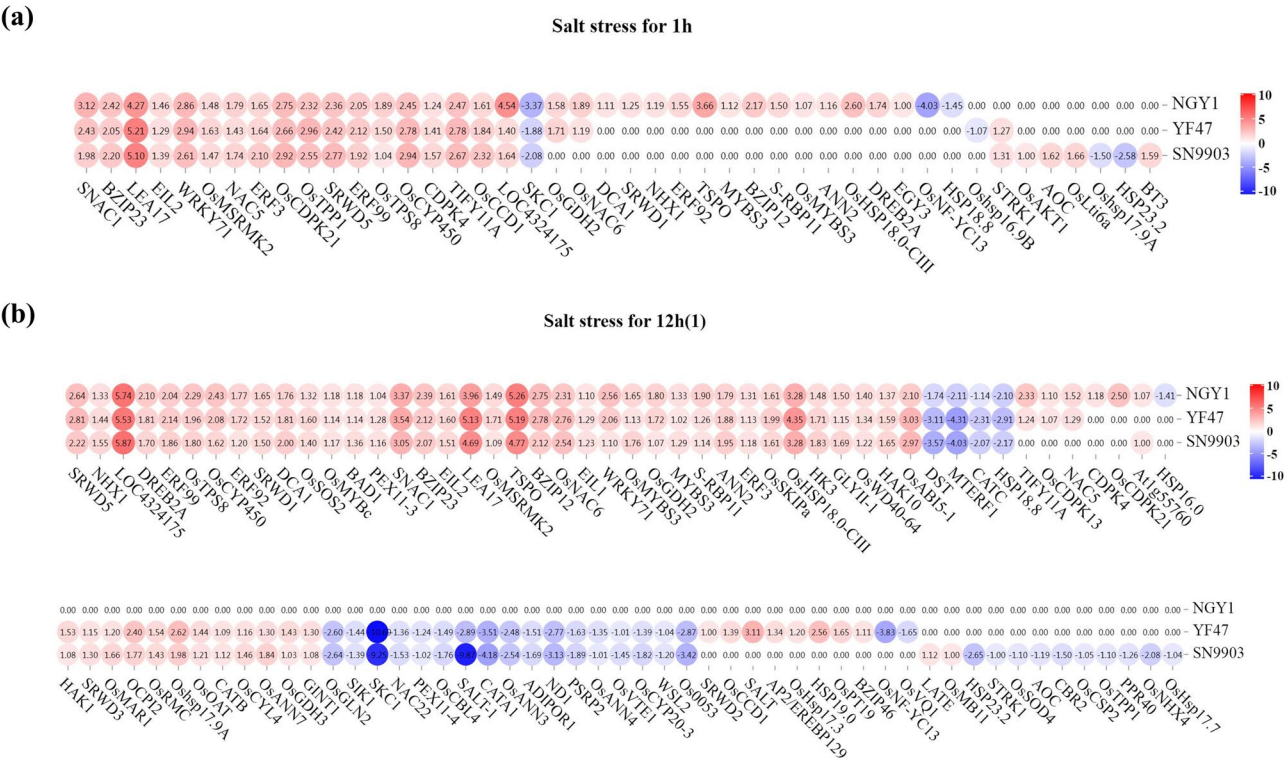 (a)
Salt stress for 1h
3.12 2.42 4.27 1.46 2.86 1.48 1.79 1.65 2.75 2.32 2.36 2.05 1.89 2.45 1.24 2.47 1.61 4.54 -3.37 1.58 1.89 1.11 1.25 1.19 1.55 3.66 1.12 2.17 1.50 1.07 1.16 2.60 1.74 1.00 -4.03 -1.45 0.00 0.00 0.00 0.00 0.00 0.00 0.00 0.00 NGY1
2.43 2.05 5.21 1.29 2.94 1.63 1.43 1.64 2.66 2.96 2.42 2.12 1.50 2.78 1.41 2.78 1.84 1.40 -1.88 1.71 1.19 0.00 0.00 0.00 0.00 0.00 0.00 0.00 0.00 0.00 0.00 0.00 0.00 0.00 0.00 0.00 -1.07 1.27 0.00 0.00 0.00 0.00 0.00 0.00 YF47
1.98 2.20 5.10 1.39 2.61 1.47 1.74 2.10 2.92 2.55 2.77 1.92 1.04 2.94 1.57 2.67 2.32 1.64 -2.08 0.00 0.00 0.00 0.00 0.00 0.00 0.00 0.00 0.00 0.00 0.00 0.00 0.00 0.00 0.00 0.00 0.00 0.00 1.31 1.00 1.62 1.66 -1.50 -2.58 1.59 SN9903
SNAC1 BZIP23 LEA17 EIL2 WRKY71 OsMSRMK2 NAC5 ERF3 OsCDPK21 OsTPP1 SRWD5 ERF99 OsTPS8 OsCYP450 CDPK4 TIFY11A OsCCD1 LOC4324175 SKC1 OsGDH2 OsNAC6 DCA1 SRWD1 NHX1 ERF92 TSPO MYBS3 BZIP12 S-RBP11 OsMYBS3 ANN2 OsHSP18.0-CIII DREB2A EGY3 OsNF-YC13 HSP18.8 Oshsp16.9B STRK1 OsAKT1 AOC OsLti6a Oshsp17.9A HSP23.2 BT3
10
5
0
-5
-10
(b)
Salt stress for 12h(1)
2.64 1.33 5.74 2.10 2.04 2.29 2.43 1.77 1.65 1.76 1.32 1.18 1.18 1.04 3.37 2.39 1.61 3.96 1.49 5.26 2.75 2.31 1.10 2.56 1.65 1.80 1.33 1.90 1.79 1.31 1.61 3.28 1.48 1.50 1.40 1.37 2.10 -1.74 -2.11 -1.14 -2.10 2.33 1.10 1.52 1.18 2.50 1.07 -1.41 NGY1
2.81 1.44 5.53 1.81 2.14 1.96 2.08 1.72 1.52 2.81 1.60 1.14 1.14 1.28 3.54 2.12 1.60 5.13 1.71 5.19 2.78 2.76 1.29 2.06 1.13 1.72 1.02 1.26 1.88 1.13 1.99 4.35 1.71 1.15 1.34 1.59 3.03 -3.11 -4.31 -2.31 -2.91 1.24 1.07 1.29 0.00 0.00 0.00 0.00 YF47
2.22 1.55 5.87 1.70 1.86 1.80 1.62 1.20 1.50 2.00 1.40 1.17 1.36 1.16 3.05 2.07 1.51 4.69 1.09 4.77 2.12 2.54 1.23 1.10 1.76 1.07 1.29 1.14 2.95 1.18 1.06 3.28 1.83 1.69 1.22 1.65 2.97 -3.57 -4.03 -2.07 -2.17 0.00 0.00 0.00 0.00 0.00 1.00 0.00 SN9903
SRWD5 NHX1 LOC4324175 DREB2A ERF99 OsTPS8 OsCYP450 ERF92 SRWD1 DCA1 OsSOS2 OsMYBc BAD1 PEX11-3 SNAC1 BZIP23 EIL2 LEA17 OsMSRMK2 TSPO BZIP12 OsNAC6 EIL1 WRKY71 OsMYBS3 OsGDH2 MYBS3 S-RBP11 ANN2 ERF3 OsSKIPa OsHSP18.0-CIII HK3 GLYII-1 OsWD40-64 HAK10 OsABI5-1 DST MTERF1 CATC HSP18.8 TIFY11A OsCDPK13 NAC5 CDPK4 OsCDPK21 At1g55760 HSP16.0
10
5
0
-5
-10
0.00 0.00 0.00 0.00 0.00 0.00 0.00 0.00 0.00 0.00 0.00 0.00 0.00 0.00 0.00 0.00 0.00 0.00 0.00 0.00 0.00 0.00 0.00 0.00 0.00 0.00 0.00 0.00 0.00 0.00 0.00 0.00 0.00 0.00 0.00 0.00 0.00 0.00 0.00 0.00 0.00 0.00 0.00 0.00 0.00 0.00 0.00 0.00 0.00 0.00 0.00 NGY1
1.53 1.15 1.20 2.40 1.54 2.62 1.44 1.09 1.16 1.30 1.43 1.30 -2.60 -1.44 -1.36 -1.24 -1.49 -2.89 -3.51 -2.48 -1.51 -2.77 -1.63 -1.35 -1.01 -1.39 -1.04 -2.87 1.00 1.39 3.11 1.34 1.20 2.56 1.65 1.11 -3.83 -1.65 0.00 0.00 0.00 0.00 0.00 0.00 0.00 0.00 0.00 0.00 0.00 0.00 YF47
1.08 1.30 1.66 1.77 1.43 1.98 1.21 1.12 1.46 1.84 1.03 1.08 -2.64 -1.39 -9.25 -1.53 -1.02 -1.76 -9.87 -4.18 -2.54 -1.69 -3.13 -1.89 -1.01 -1.45 -1.82 -1.20 -3.42 0.00 0.00 0.00 0.00 0.00 0.00 0.00 0.00 0.00 0.00 1.12 1.00 -2.65 -1.00 -1.10 -1.19 -1.50 -1.05 -1.10 -1.26 -2.08 -1.04 SN9903
HAK1 SRWD3 OsMAR1 OCPI2 OsRMC Oshsp17.9A OsOAT CATB OsCYL4 OsANN7 OsGDH3 GINT1 OsGLN2 SIK1 SKC1 NAC22 PEX11-4 OsCBL4 SALT-1 CATA1 OsANN3 ADIPOR1 ND1 PSRP2 OsANN4 OsVTE1 OsCYP20-3 WSL2 Os0053 SRWD2 OsCCD1 SALT AP2/EREBP129 OsHsp17.3 HSP19.0 OsPT19 BZIP46 OsNF-YC13 OsVQ1 LATE OsMB11 HSP23.2 STRK1 OsSOD4 AOC CBR2 OsCSP2 OsTPP1 PPR40 OsNHX4 OsHsp17.7